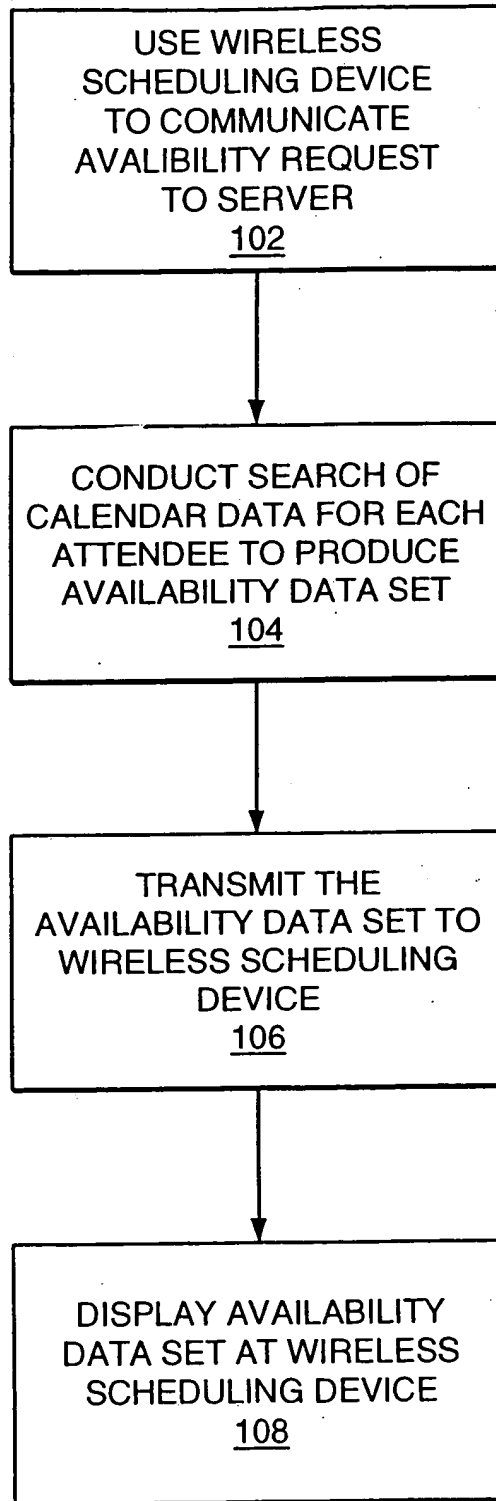 USE WIRELESS
SCHEDULING DEVICE
TO COMMUNICATE
AVALIBILITY REQUEST
TO SERVER
102
CONDUCT SEARCH OF
CALENDAR DATA FOR EACH
ATTENDEE TO PRODUCE
AVAILABILITY DATA SET
104
TRANSMIT THE
AVAILABILITY DATA SET TO
WIRELESS SCHEDULING
DEVICE
106
DISPLAY AVAILABILITY
DATA SET AT WIRELESS
SCHEDULING DEVICE
108